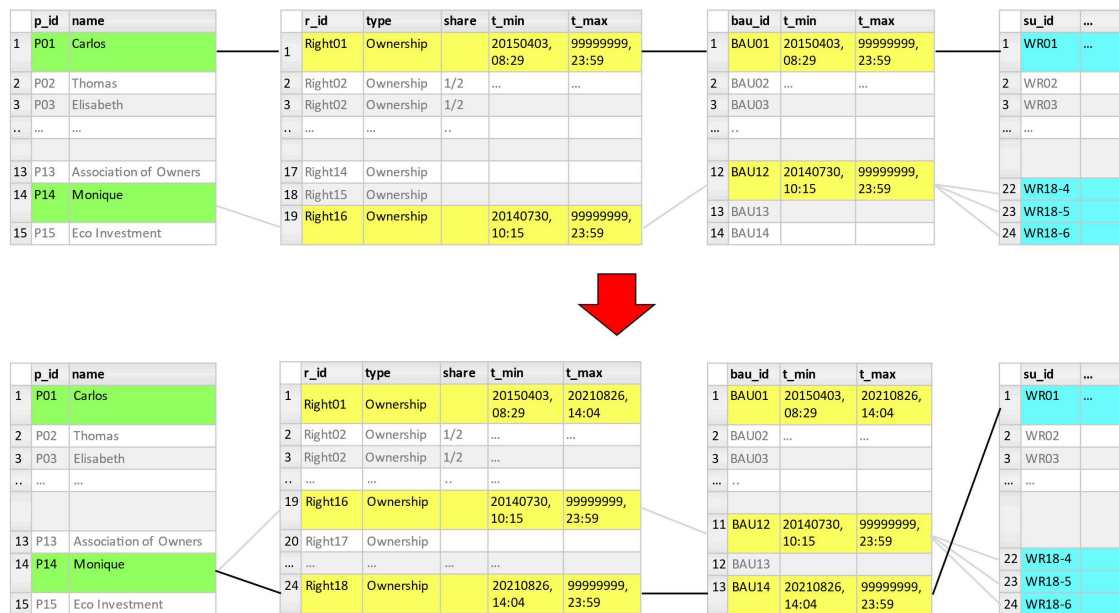 p_id name
1 P01 Carlos
2 P02 Thomas
3 P03 Elisabeth
.. ... ...
13 P13 Association of Owners
14 P14 Monique
15 P15 Eco Investment
r_id type share t_min t_max
1 Right01 Ownership 20150403, 08:29 99999999, 23:59
2 Right02 Ownership 1/2 ... ...
3 Right02 Ownership 1/2
.. ... ... ..
17 Right14 Ownership
18 Right15 Ownership
19 Right16 Ownership 20140730, 10:15 99999999, 23:59
bau_id t_min t_max
1 BAU01 20150403, 08:29 99999999, 23:59
2 BAU02 ... ...
3 BAU03
... ..
12 BAU12 20140730, 10:15 99999999, 23:59
13 BAU13
14 BAU14
su_id ...
1 WR01 ...
2 WR02
3 WR03
... ...
22 WR18-4
23 WR18-5
24 WR18-6
p_id name
1 P01 Carlos
2 P02 Thomas
3 P03 Elisabeth
.. ... ...
13 P13 Association of Owners
14 P14 Monique
15 P15 Eco Investment
r_id type share t_min t_max
1 Right01 Ownership 20150403, 08:29 20210826, 14:04
2 Right02 Ownership 1/2 ... ...
3 Right02 Ownership 1/2 ...
.. ... ... .. ...
19 Right16 Ownership 20140730, 10:15 99999999, 23:59
20 Right17 Ownership
... ... ... ... ...
24 Right18 Ownership 20210826, 14:04 99999999, 23:59
bau_id t_min t_max
1 BAU01 20150403, 08:29 20210826, 14:04
2 BAU02 ... ...
3 BAU03
... ..
11 BAU12 20140730, 10:15 99999999, 23:59
12 BAU13
13 BAU14 20210826, 14:04 99999999, 23:59
su_id ...
1 WR01 ...
2 WR02
3 WR03
... ...
22 WR18-4
23 WR18-5
24 WR18-6